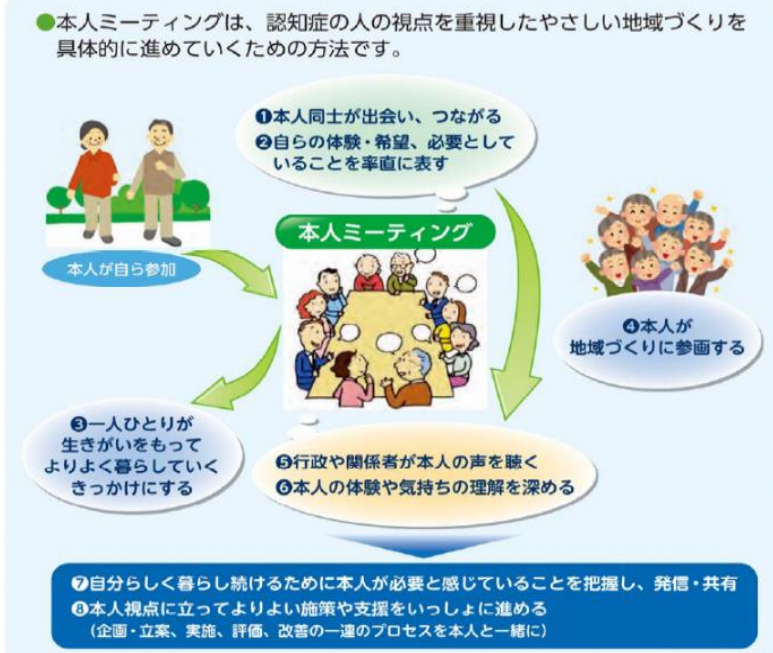 ●本人ミーティングは、認知症の人の視点を重視したやさしい地域づくりを
具体的に進めていくための方法です。
❶本人同士が出会い、つながる
❷自らの体験・希望、必要として
いることを率直に表す
本人が自ら参加
本人ミーティング
❹本人が
地域づくりに参画する
❸一人ひとりが
生きがいをもって
よりよく暮らしていく
きっかけにする
❺行政や関係者が本人の声を聴く
❻本人の体験や気持ちの理解を深める
❼自分らしく暮らし続けるために本人が必要と感じていることを把握し、発信・共有
❽本人視点に立ってよりよい施策や支援をいっしょに進める
（企画・立案、実施、評価、改善の一連のプロセスを本人と一緒に）